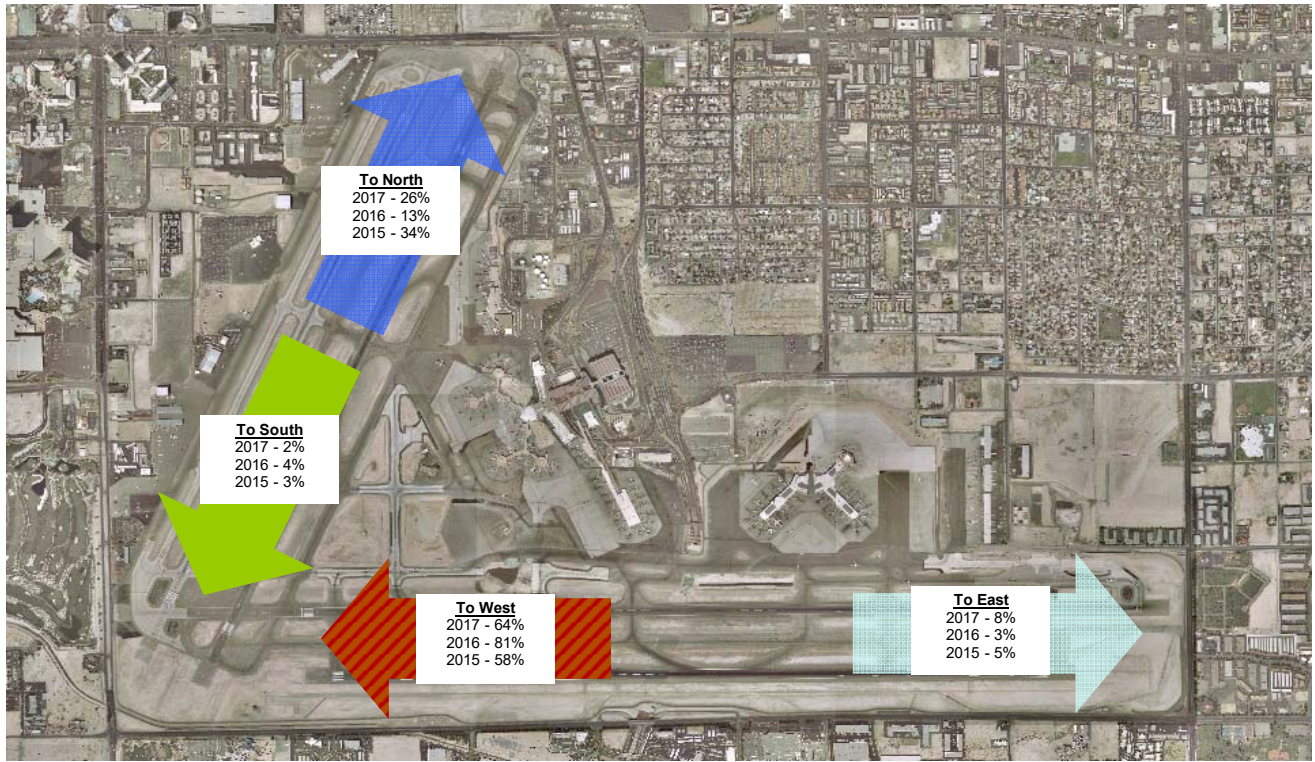 To North
2017 - 26%
2016 - 13%
2015 - 34%
To South
2017 - 2%
2016 - 4%
2015 - 3%
To West
2017 - 64%
2016 - 81%
2015 - 58%
To East
2017 - 8%
2016 - 3%
2015 - 5%